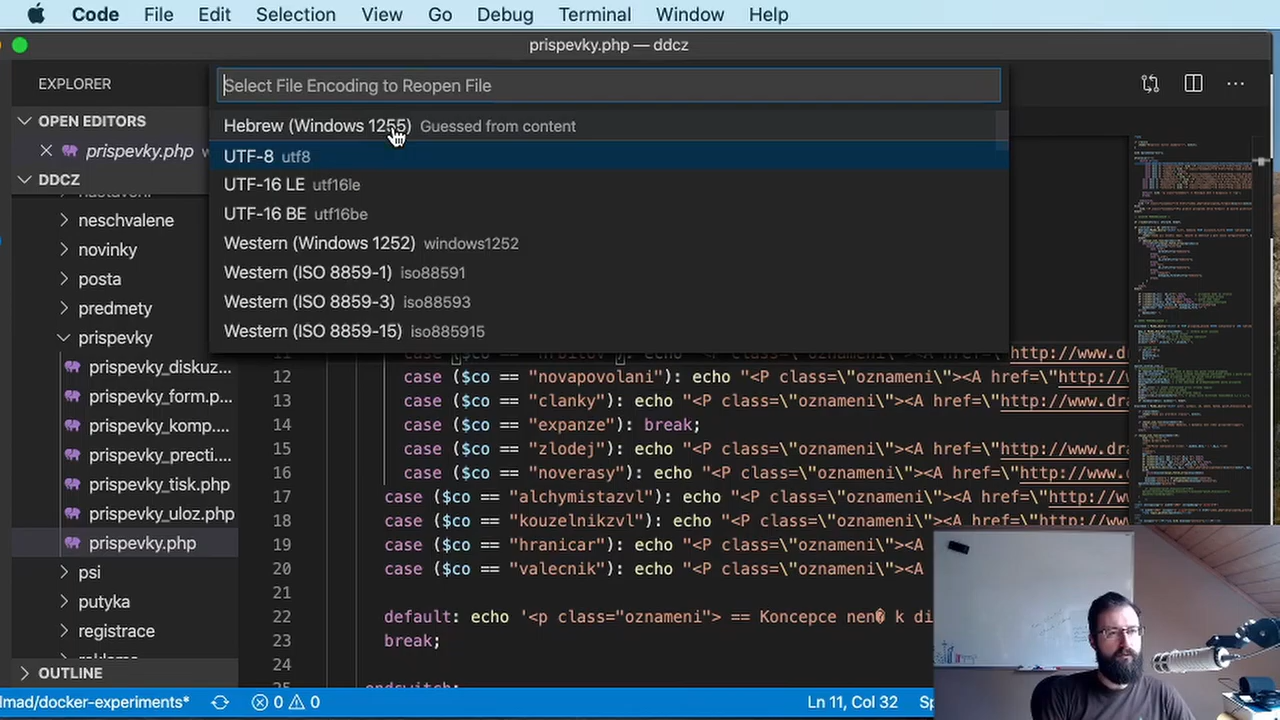 Code File Edit Selection View Go Debug Terminal Window Help
prispevky.php — ddcz
EXPLORER
OPEN EDITORS
prispevky.php
DDCZ
neschvalene
novinky
posta
predmety
prispevky
prispevky_diskuz...
prispevky_form.p...
prispevky_komp....
prispevky_precti....
prispevky_tisk.php
prispevky_uloz.php
prispevky.php
psi
putyka
registrace
OUTLINE
Select File Encoding to Reopen File
Hebrew (Windows 1255) Guessed from content
UTF-8 utf8
UTF-16 LE utf16le
UTF-16 BE utf16be
Western (Windows 1252) windows1252
Western (ISO 8859-1) iso88591
Western (ISO 8859-3) iso88593
Western (ISO 8859-15) iso885915
12 case ($co == "novapovolani"): echo "<P class=\"oznameni\"><A href=\"http://w
13 case ($co == "clanky"): echo "<P class=\"oznameni\"><A href=\"http://www.dr
14 case ($co == "expanze"): break;
15 case ($co == "zlodej"): echo "<P class=\"oznameni\"><A href=\"http://www.dr
16 case ($co == "noverasy"): echo "<P class=\"oznameni\"><A href=\"http://www.d
17 case ($co == "alchymistazvl"): echo "<P class=\"oznameni\"><A href=\"http://www
18 case ($co == "kouzelnikzvl"): echo "<P class=\"oznameni\"><A href=\"http://www.
19 case ($co == "hranicar"): echo "<P class=\"oznameni\"><A
20 case ($co == "valecnik"): echo "<P class=\"oznameni\"><A
21
22 default: echo '<p class="oznameni"> == Koncepce nen� k di
23 break;
24
lmad/docker-experiments* 0 0 Ln 11, Col 32